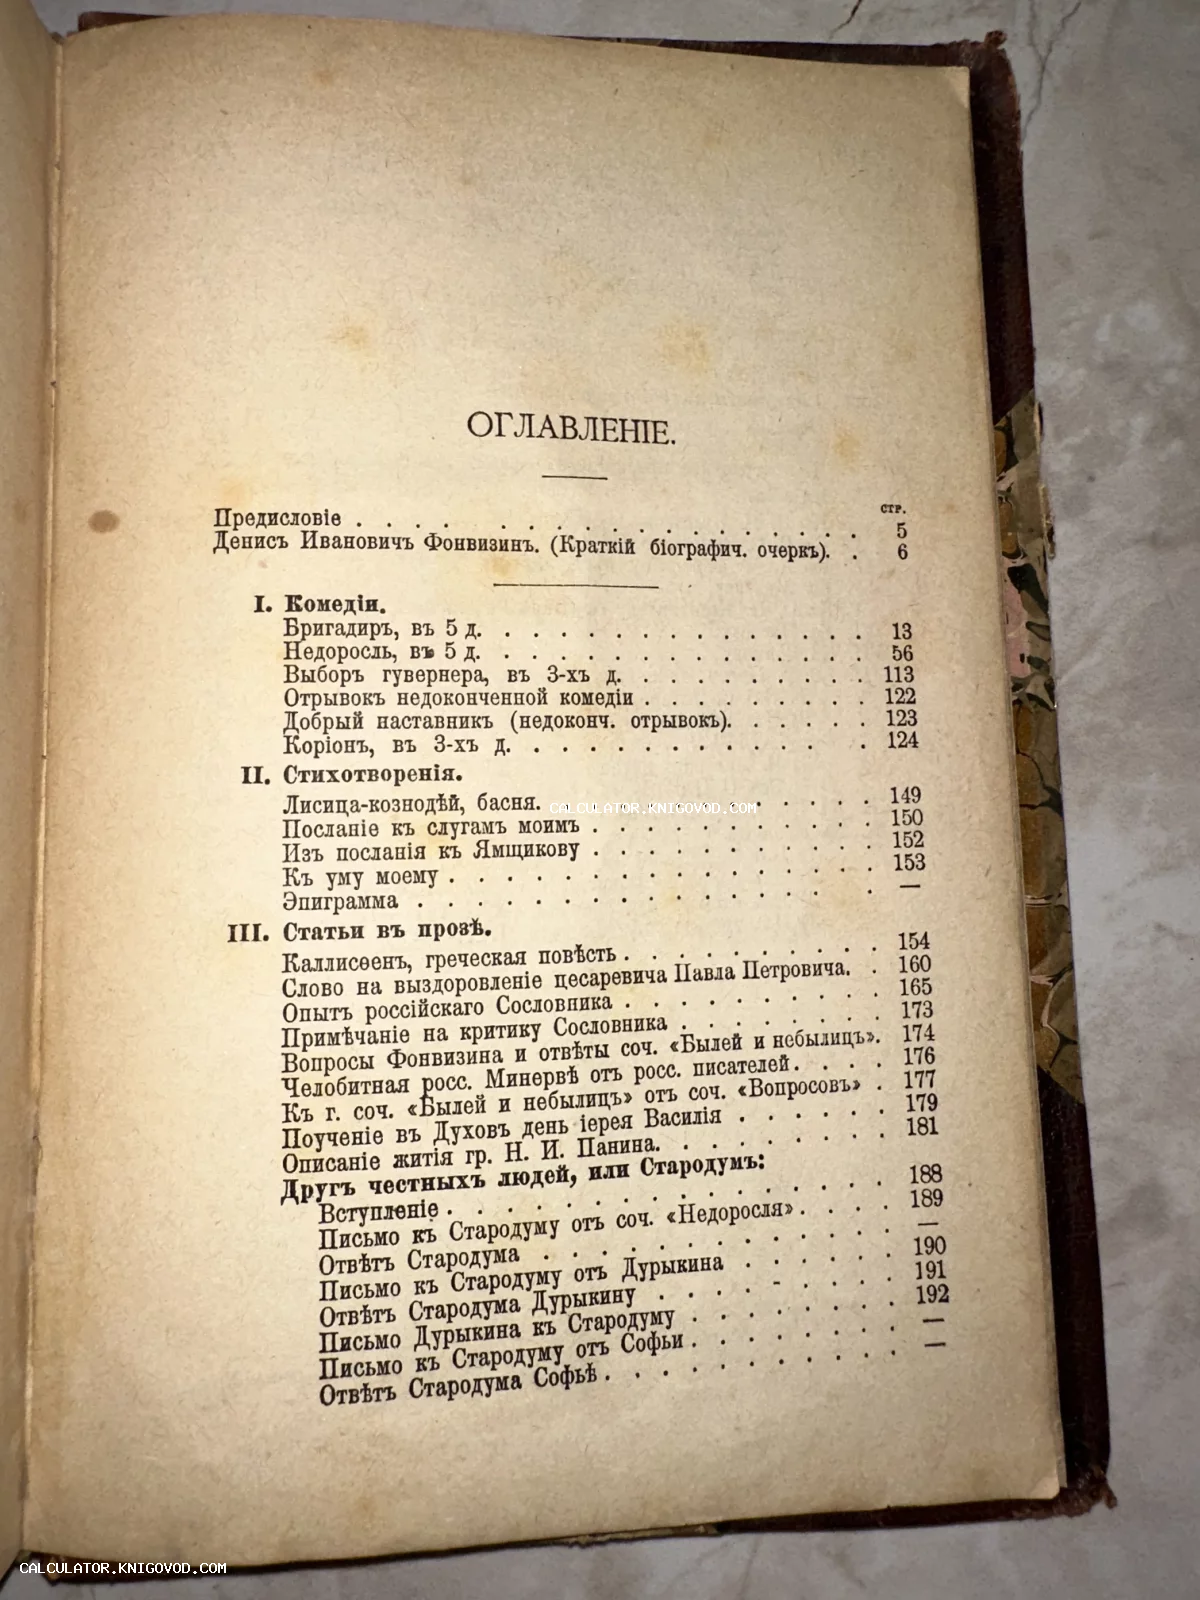 ОГЛАВЛЕНІЕ.
СТР.
Предисловіе . . . . . . . . . . . . . . . . . 5
Денисъ Ивановичъ Фонвизинъ. (Краткій біографич. очеркъ). . 6
I. Комедіи.
Бригадиръ, въ 5 д. . . . . . . . . . . . . . . 13
Недоросль, въ 5 д. . . . . . . . . . . . . . . 56
Выборъ гувернера, въ 3-хъ д. . . . . . . . . . 113
Отрывокъ недоконченной комедіи . . . . . . . . . 122
Добрый наставникъ (недоконч. отрывокъ). . . . . . 123
Коріонъ, въ 3-хъ д. . . . . . . . . . . . . 124
II. Стихотворенія.
Лисица-кознодѣй, басня. . . . . . . . . . . . 149
CALCULATOR.KNIGOVOD.COM
Посланіе къ слугамъ моимъ . . . . . . . . . . . 150
Изъ посланія къ Ямщикову . . . . . . . . . . . 152
Къ уму моему . . . . . . . . . . . . . . . . 153
Эпиграмма . . . . . . . . . . . . . . . . —
III. Статьи въ прозѣ.
Каллисѳенъ, греческая повѣсть . . . . . . . . . . 154
Слово на выздоровленіе цесаревича Павла Петровича. . 160
Опытъ россійскаго Сословника . . . . . . . . . . 165
Примѣчаніе на критику Сословника . . . . . . . . 173
Вопросы Фонвизина и отвѣты соч. «Былей и небылицъ». 174
Челобитная росс. Минервѣ отъ росс. писателей. . . . 176
Къ г. соч. «Былей и небылицъ» отъ соч. «Вопросовъ» . 177
Поученіе въ Духовъ день іерея Василія . . . . . . 179
Описаніе житія гр. Н. И. Панина. . . . . . . . . 181
Другъ честныхъ людей, или Стародумъ:
Вступленіе . . . . . . . . . . . . . . . . 188
Письмо къ Стародуму отъ соч. «Недоросля» . . . . 189
Отвѣтъ Стародума . . . . . . . . . . . . . —
Письмо къ Стародуму отъ Дурыкина . . . . . . 190
Отвѣтъ Стародума Дурыкину . . . . . . . . . 191
Письмо Дурыкина къ Стародуму . . . . . . . . 192
Письмо къ Стародуму отъ Софьи . . . . . . . . —
Отвѣтъ Стародума Софьѣ . . . . . . . . . . . —
CALCULATOR.KNIGOVOD.COM